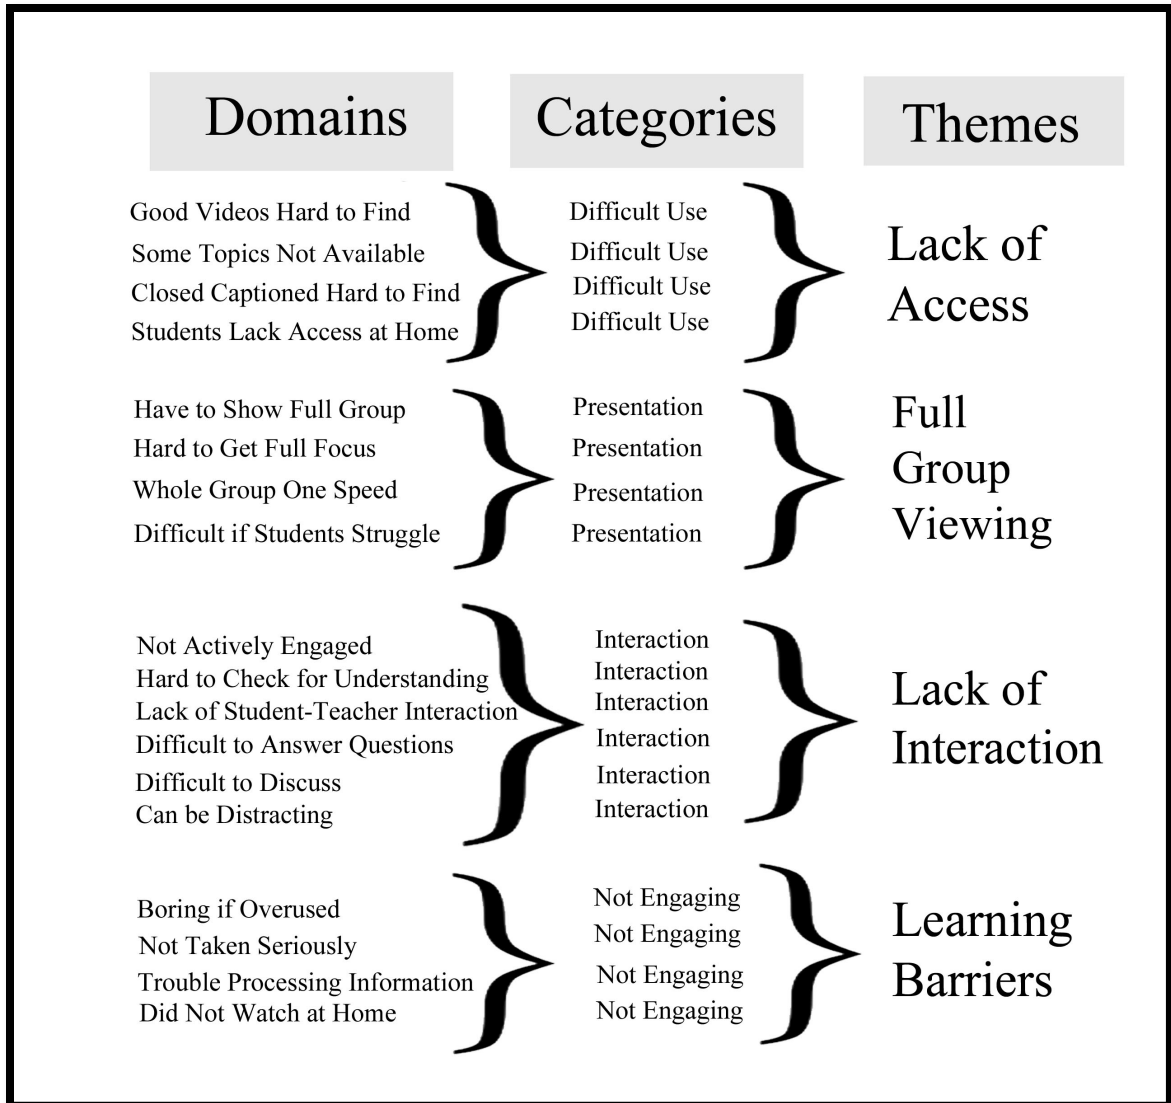 Domains
Categories
Themes
Good Videos Hard to Find
Some Topics Not Available
Closed Captioned Hard to Find
Students Lack Access at Home
Difficult Use
Difficult Use
Difficult Use
Difficult Use
Lack of
Access
Have to Show Full Group
Hard to Get Full Focus
Whole Group One Speed
Difficult if Students Struggle
Presentation
Presentation
Presentation
Presentation
Full
Group
Viewing
Not Actively Engaged
Hard to Check for Understanding
Lack of Student-Teacher Interaction
Difficult to Answer Questions
Difficult to Discuss
Can be Distracting
Interaction
Interaction
Interaction
Interaction
Interaction
Interaction
Lack of
Interaction
Boring if Overused
Not Taken Seriously
Trouble Processing Information
Did Not Watch at Home
Not Engaging
Not Engaging
Not Engaging
Not Engaging
Learning
Barriers